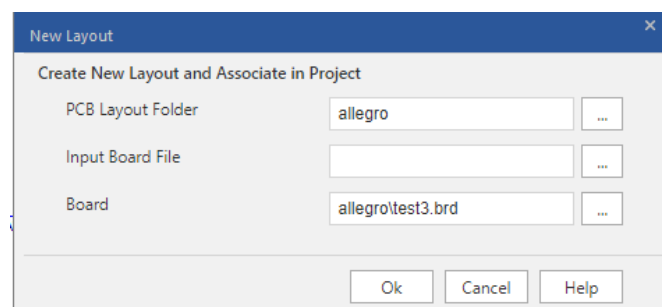 New Layout
×
Create New Layout and Associate in Project
PCB Layout Folder allegro ...
Input Board File ...
Board allegro\test3.brd ...
Ok Cancel Help